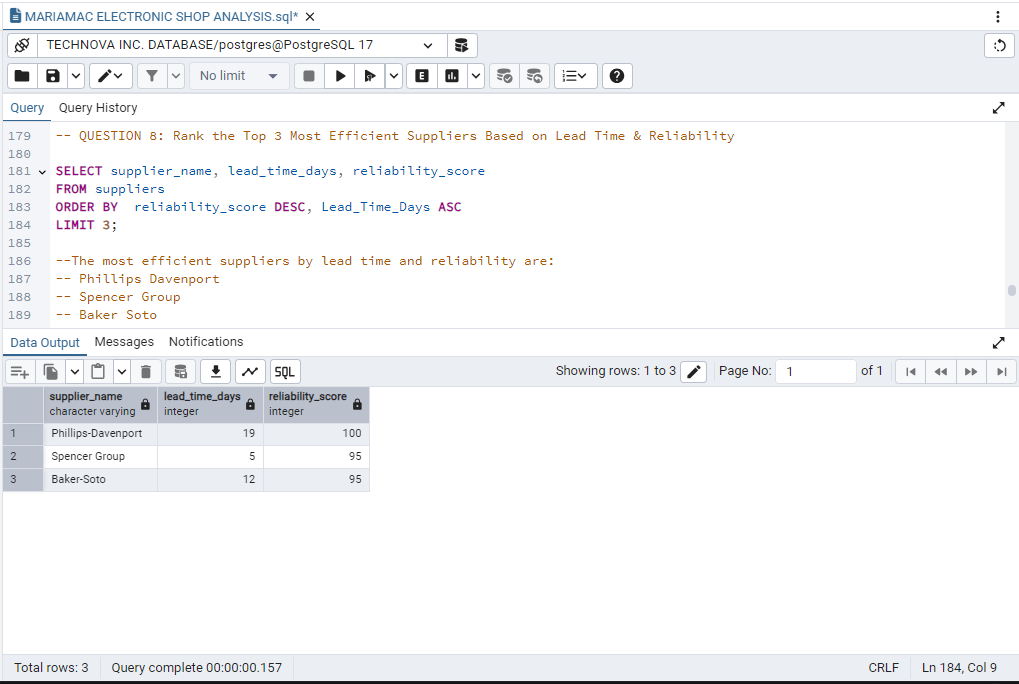 MARIAMAC ELECTRONIC SHOP ANALYSIS.sql*
TECHNOVA INC. DATABASE/postgres@PostgreSQL 17
No limit
E
Query Query History
179 -- QUESTION 8: Rank the Top 3 Most Efficient Suppliers Based on Lead Time & Reliability
180
181 SELECT supplier_name, lead_time_days, reliability_score
182 FROM suppliers
183 ORDER BY  reliability_score DESC, Lead_Time_Days ASC
184 LIMIT 3;
185
186 --The most efficient suppliers by lead time and reliability are:
187 -- Phillips Davenport
188 -- Spencer Group
189 -- Baker Soto
Data Output Messages Notifications
SQL Showing rows: 1 to 3 Page No: 1 of 1
supplier_name lead_time_days reliability_score
character varying integer integer
1 Phillips-Davenport 19 100
2 Spencer Group 5 95
3 Baker-Soto 12 95
Total rows: 3 Query complete 00:00:00.157 CRLF Ln 184, Col 9